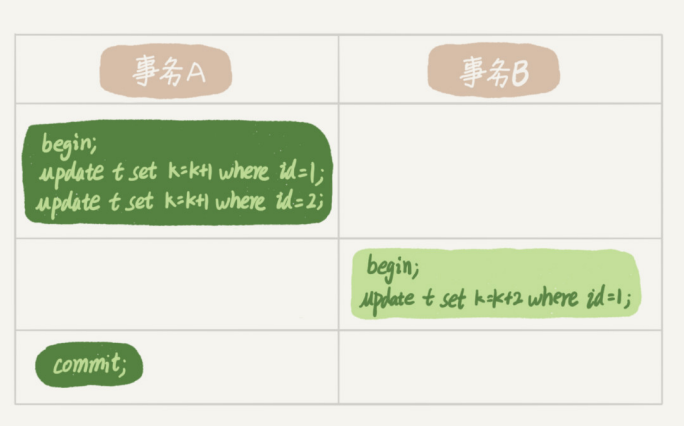 事务A
事务B
begin;
update t set k=k+1 where id=1;
update t set k=k+1 where id=2;
begin;
update t set k=k+2 where id=1;
commit;